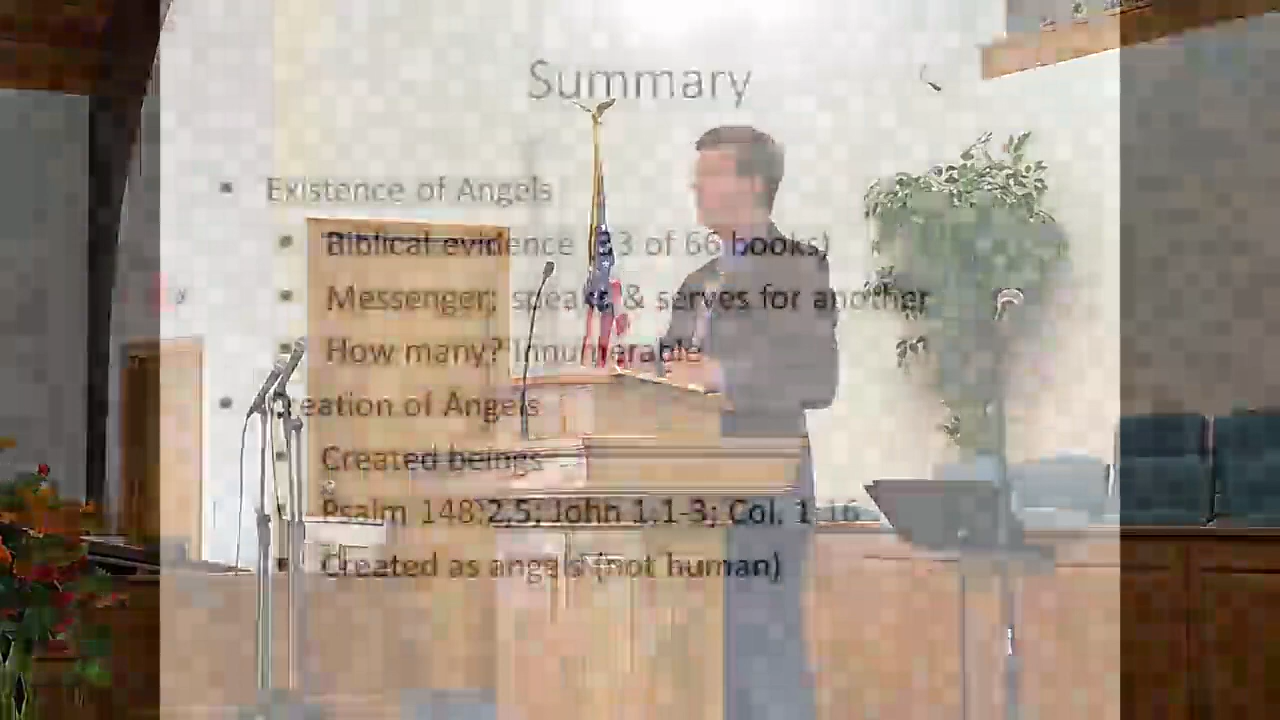 Summary
Existence of Angels
Biblical evidence (33 of 66 books)
Messenger; speaks & serves for another
How many? Innumerable
Creation of Angels
Created beings
Psalm 148:2,5; John 1:1-3; Col. 1:16
Created as angels (not human)